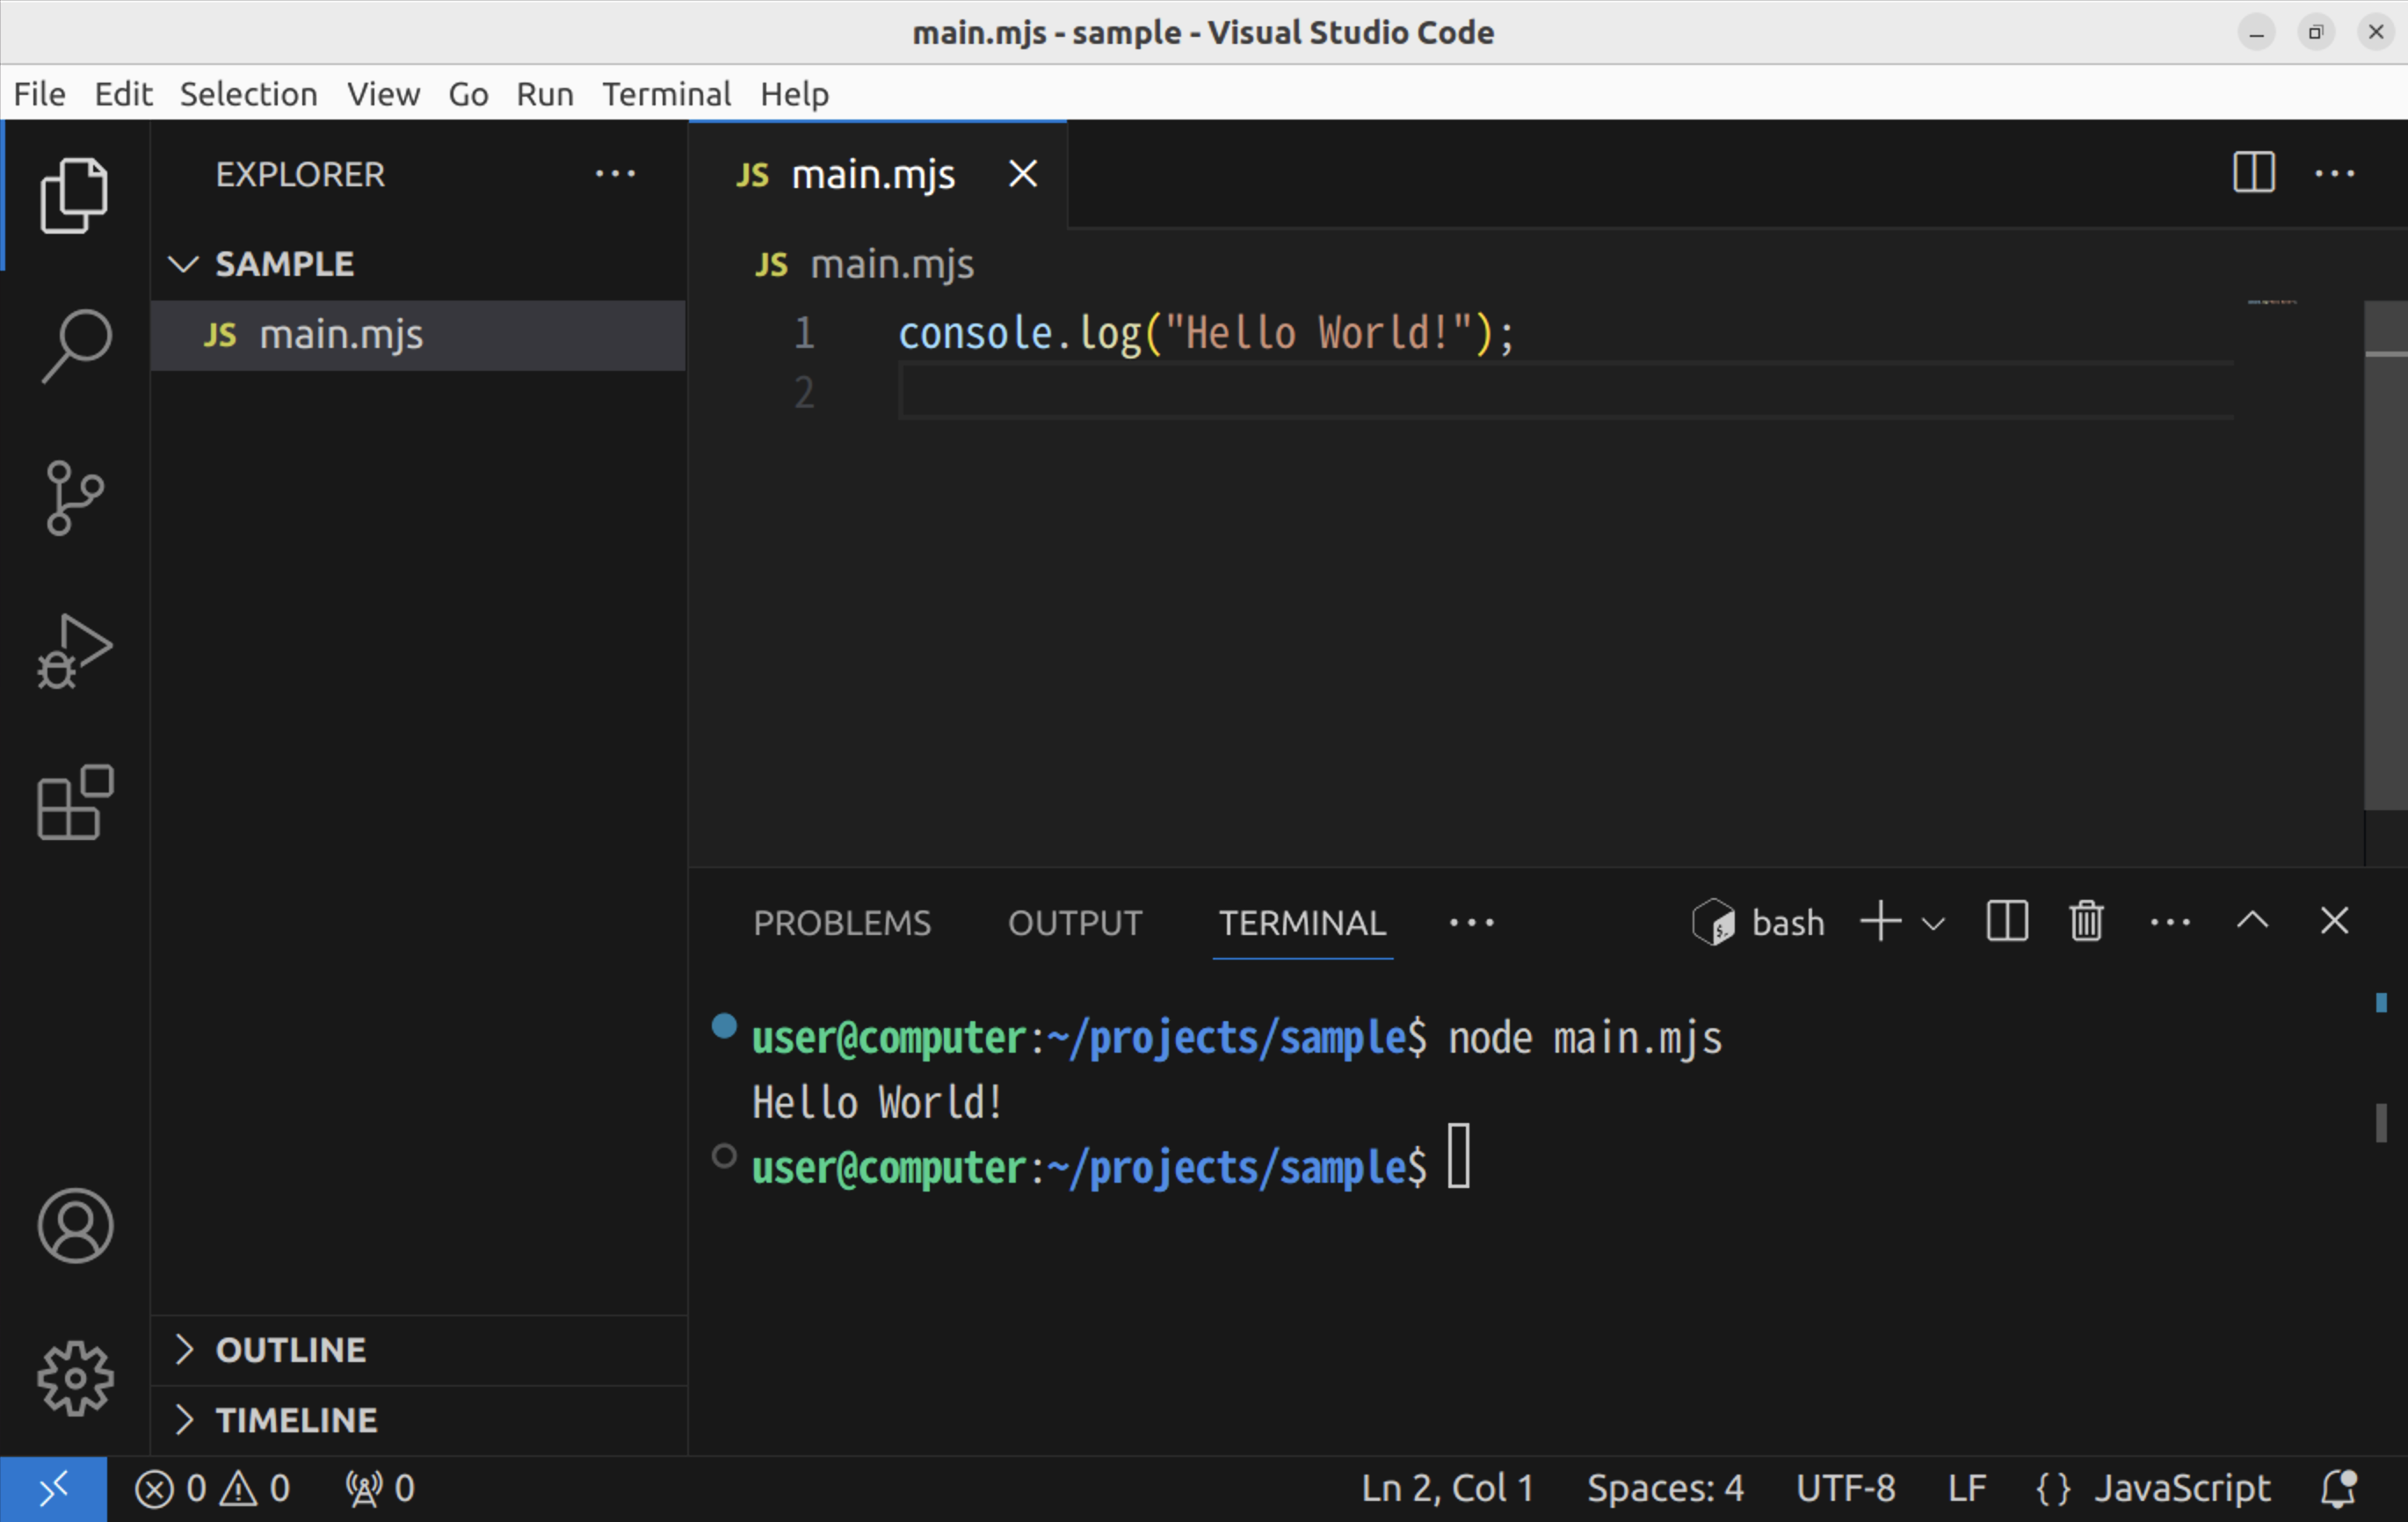 main.mjs - sample - Visual Studio Code
File Edit Selection View Go Run Terminal Help
EXPLORER
SAMPLE
JS main.mjs
JS main.mjs
JS main.mjs
1 console.log("Hello World!");
2
PROBLEMS OUTPUT TERMINAL
bash
user@computer:~/projects/sample$ node main.mjs
Hello World!
user@computer:~/projects/sample$
OUTLINE
TIMELINE
0 0 0
Ln 2, Col 1 Spaces: 4 UTF-8 LF {} JavaScript